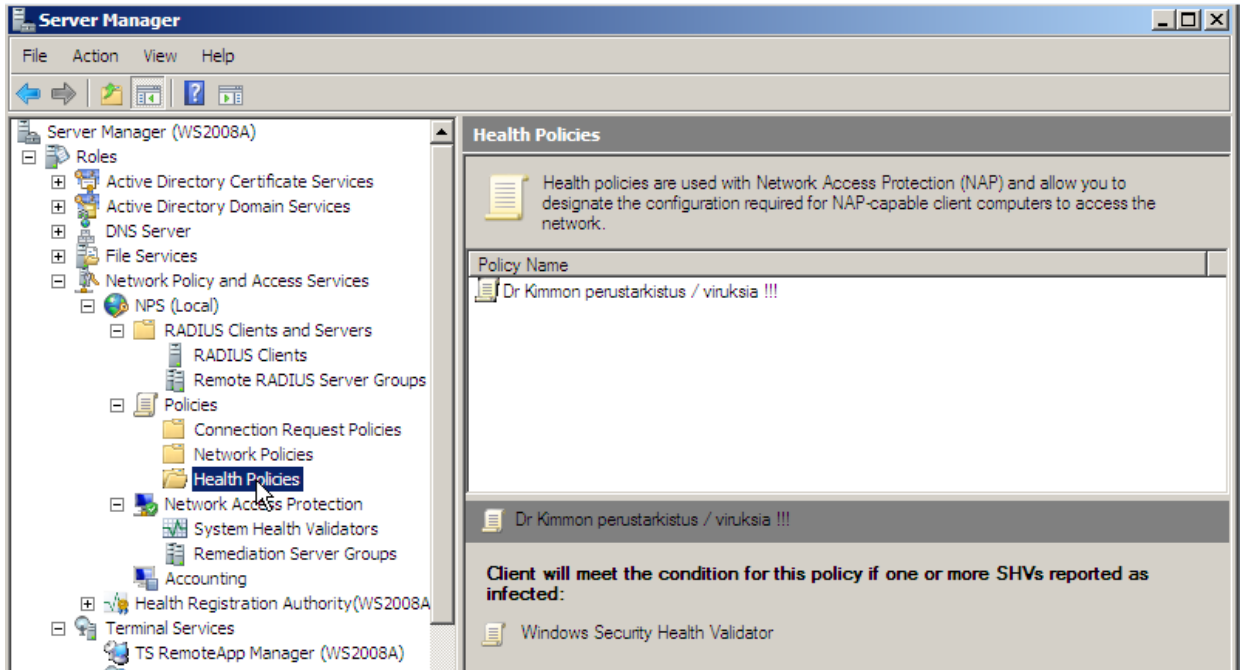 Server Manager
File Action View Help
Server Manager (WS2008A)
Roles
Active Directory Certificate Services
Active Directory Domain Services
DNS Server
File Services
Network Policy and Access Services
NPS (Local)
RADIUS Clients and Servers
RADIUS Clients
Remote RADIUS Server Groups
Policies
Connection Request Policies
Network Policies
Health Policies
Network Access Protection
System Health Validators
Remediation Server Groups
Accounting
Health Registration Authority(WS2008A
Terminal Services
TS RemoteApp Manager (WS2008A)
Health Policies
Health policies are used with Network Access Protection (NAP) and allow you to
designate the configuration required for NAP-capable client computers to access the
network.
Policy Name
Dr Kimmon perustarkistus / viruksia !!!
Dr Kimmon perustarkistus / viruksia !!!
Client will meet the condition for this policy if one or more SHVs reported as
infected:
Windows Security Health Validator